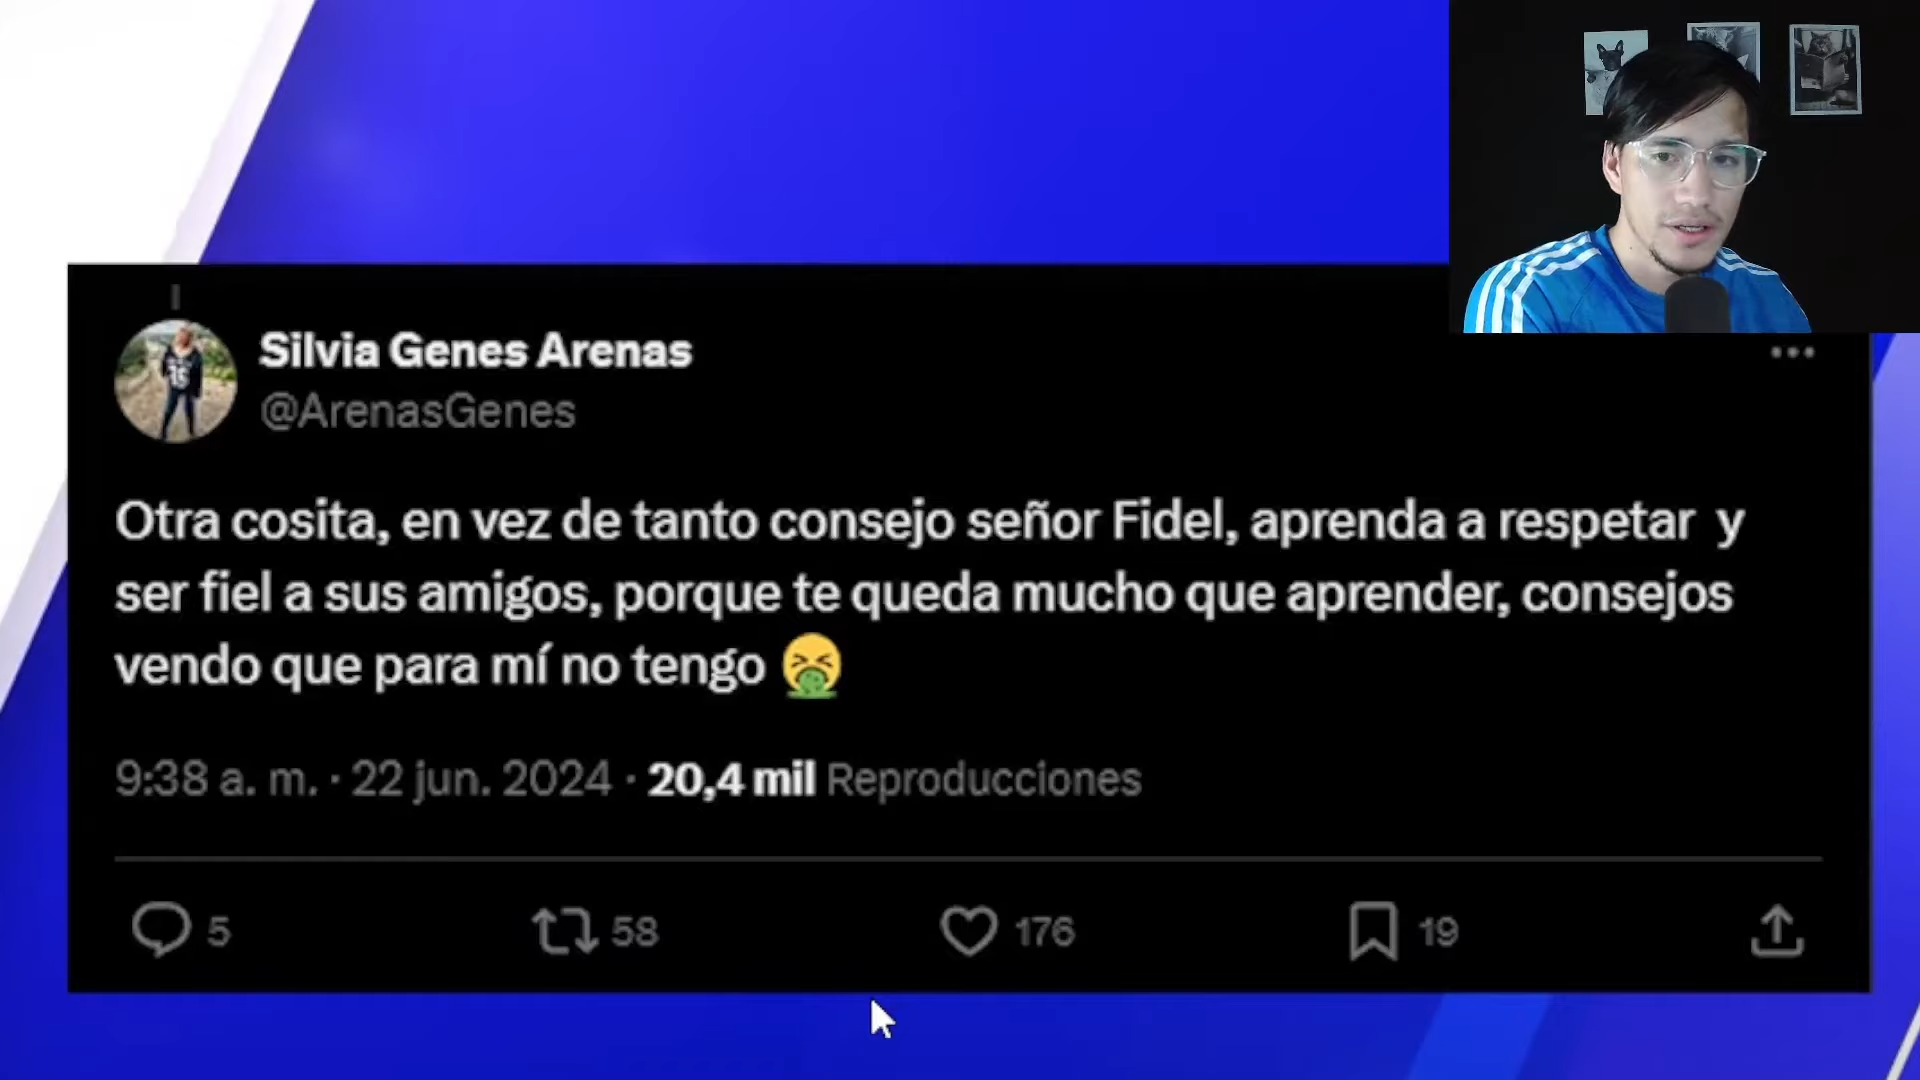 Silvia Genes Arenas
@ArenasGenes
Otra cosita, en vez de tanto consejo señor Fidel, aprenda a respetar y
ser fiel a sus amigos, porque te queda mucho que aprender, consejos
vendo que para mí no tengo 🤮
9:38 a. m. · 22 jun. 2024 · 20,4 mil Reproducciones
5 58 176 19